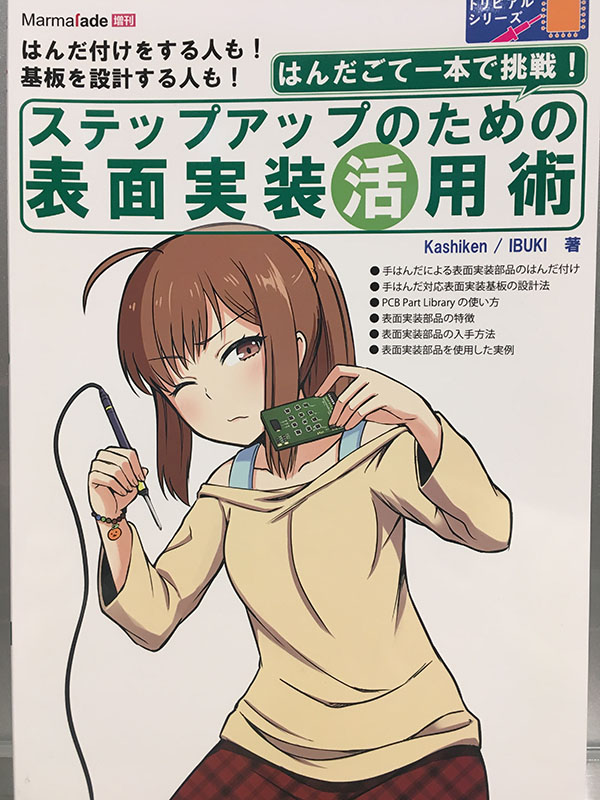 Marmalade 増刊
トリビアル
シリーズ
はんだ付けをする人も！
基板を設計する人も！
はんだごて一本で挑戦！
ステップアップのための
表面実装活用術
Kashiken / IBUKI 著
●手はんだによる表面実装部品のはんだ付け
●手はんだ対応表面実装基板の設計法
●PCB Part Library の使い方
●表面実装部品の特徴
●表面実装部品の入手方法
●表面実装部品を使用した実例